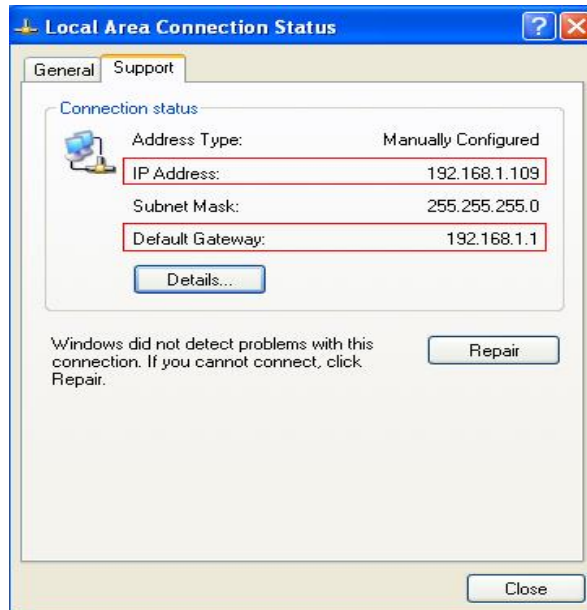 Local Area Connection Status
General Support
Connection status
Address Type: Manually Configured
IP Address: 192.168.1.109
Subnet Mask: 255.255.255.0
Default Gateway: 192.168.1.1
Details...
Windows did not detect problems with this
connection. If you cannot connect, click
Repair.
Repair
Close